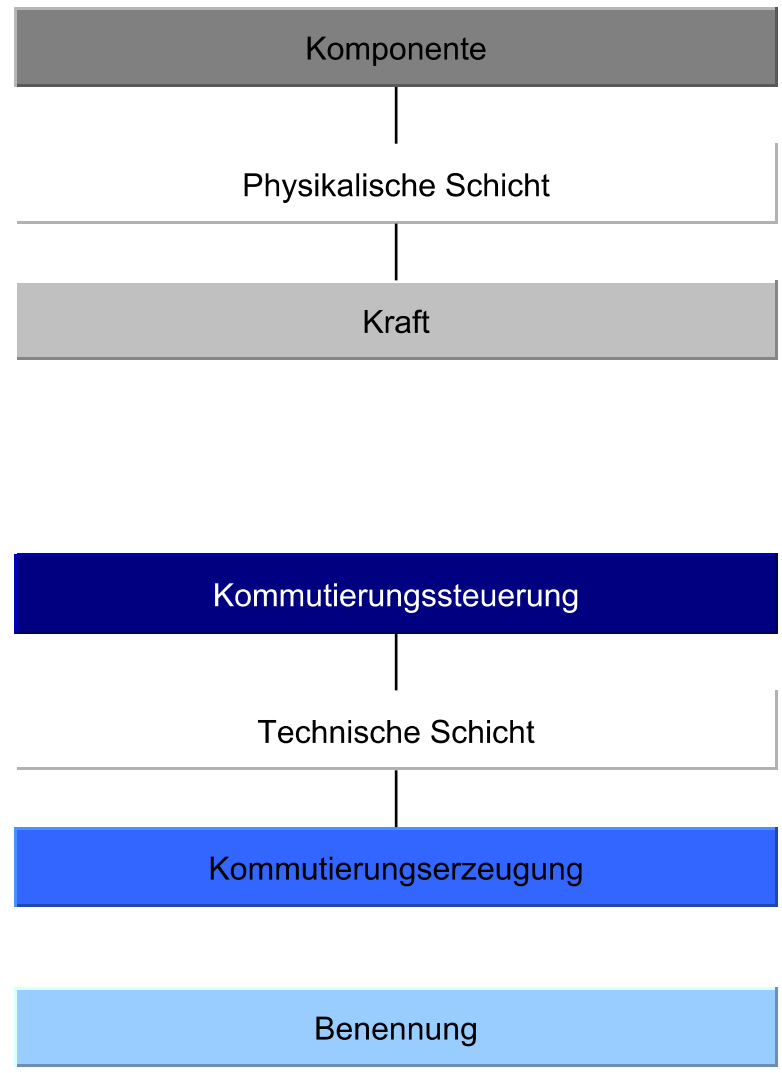 Komponente
Physikalische Schicht
Kraft
Kommutierungssteuerung
Technische Schicht
Kommutierungserzeugung
Benennung